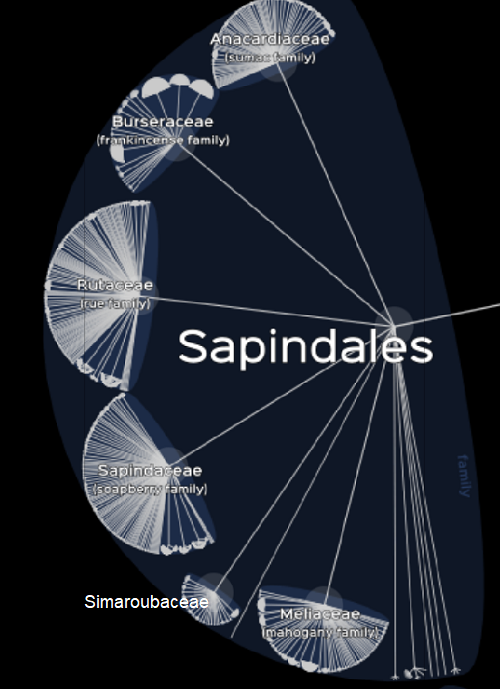 Anacardiaceae
(sumac family)
Burseraceae
(frankincense family)
Rutaceae
(rue family)
Sapindales
Sapindaceae
(soapberry family)
family
Simaroubaceae
Meliaceae
(mahogany family)